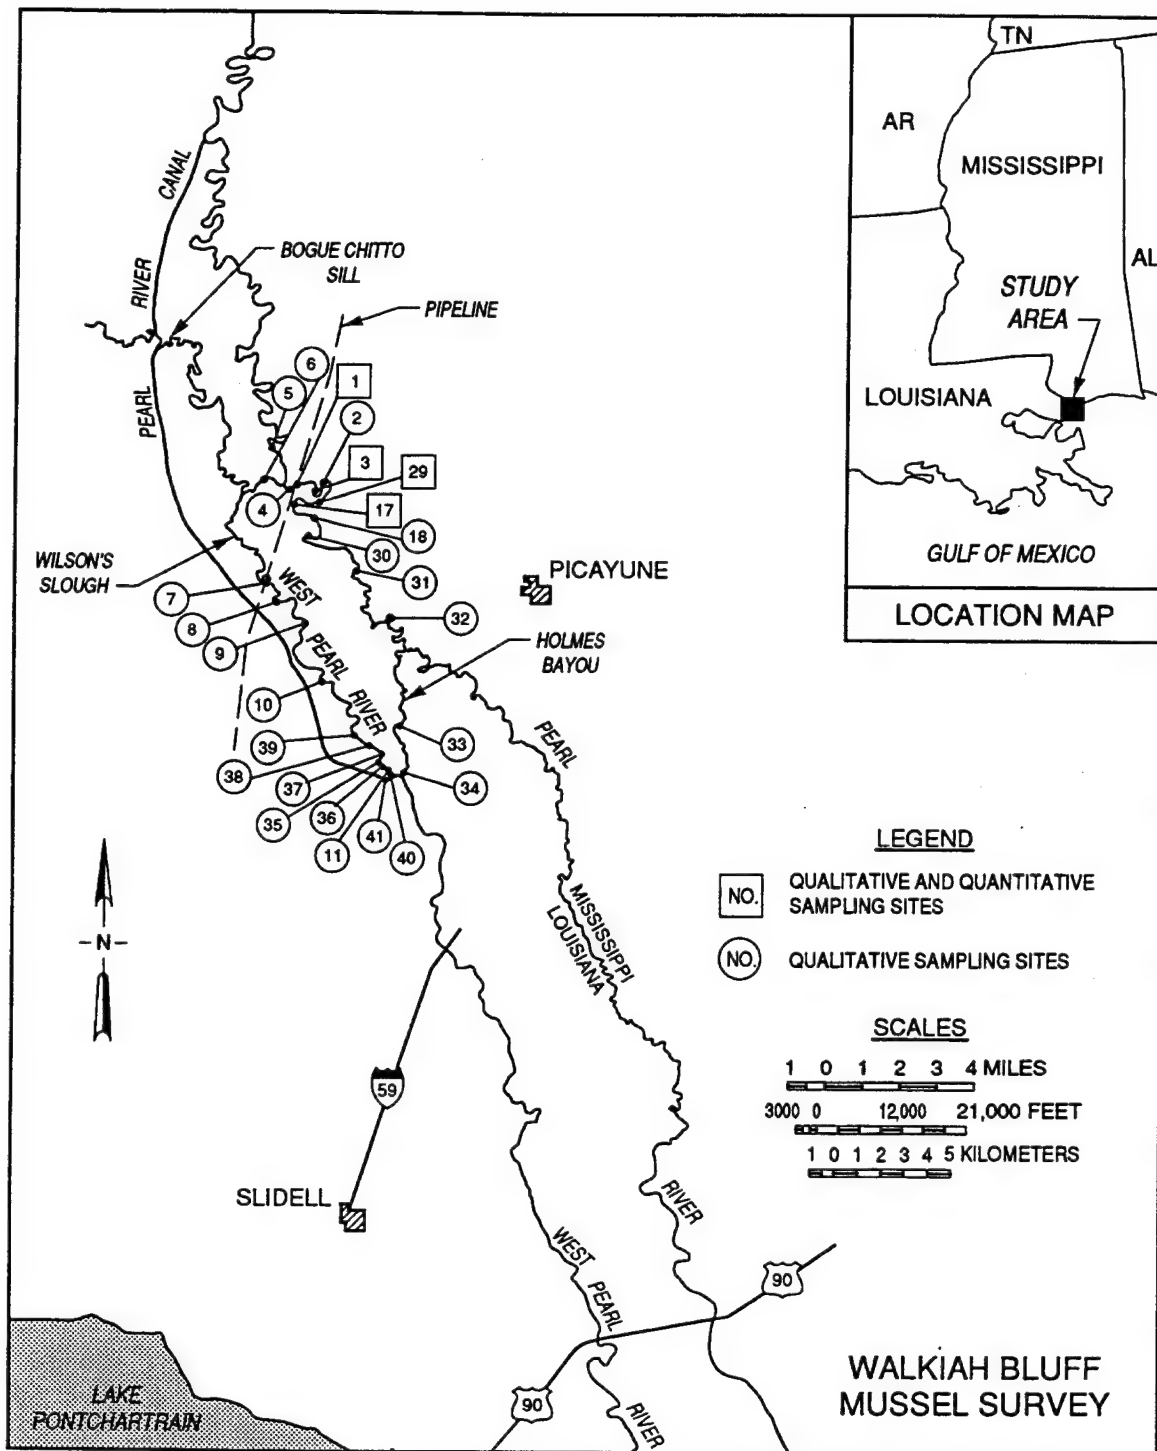 TN
AR
MISSISSIPPI
AL
STUDY
AREA
LOUISIANA
GULF OF MEXICO
LOCATION MAP
PEARL RIVER CANAL
BOGUE CHITTO
SILL
PIPELINE
6
1
5
2
3
29
4
17
18
30
WILSON'S
SLOUGH
31
PICAYUNE
7
WEST PEARL RIVER
8
32
9
HOLMES
BAYOU
10
PEARL
39
33
38
37
34
35
36
41
11
40
LEGEND
NO.
QUALITATIVE AND QUANTITATIVE
SAMPLING SITES
NO.
QUALITATIVE SAMPLING SITES
MISSISSIPPI
LOUISIANA
- N -
SCALES
1 0 1 2 3 4 MILES
3000 0 12,000 21,000 FEET
1 0 1 2 3 4 5 KILOMETERS
59
SLIDELL
RIVER
WEST PEARL
90
RIVER
90
LAKE
PONTCHARTRAIN
WALKIAH BLUFF
MUSSEL SURVEY